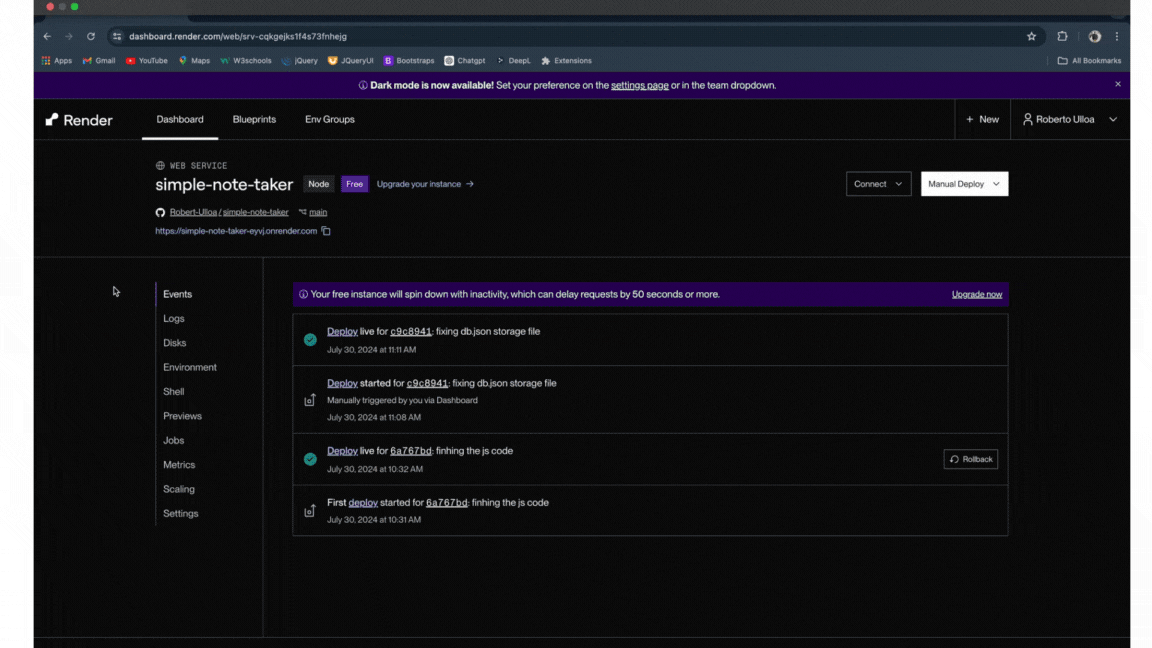 dashboard.render.com/web/srv-cqkgejks1f4s73fnhejg
Apps Gmail YouTube Maps W3schools jQuery JQueryUI Bootstraps Chatgpt DeepL Extensions All Bookmarks
Dark mode is now available! Set your preference on the settings page or in the team dropdown.
Render Dashboard Blueprints Env Groups + New Roberto Ulloa
WEB SERVICE
simple-note-taker Node Free Upgrade your instance → Connect Manual Deploy
Robert-Ulloa / simple-note-taker main
https://simple-note-taker-eyvj.onrender.com
Events
Logs
Disks
Environment
Shell
Previews
Jobs
Metrics
Scaling
Settings
Your free instance will spin down with inactivity, which can delay requests by 50 seconds or more. Upgrade now
Deploy live for c9c8941: fixing db.json storage file
July 30, 2024 at 11:11 AM
Deploy started for c9c8941: fixing db.json storage file
Manually triggered by you via Dashboard
July 30, 2024 at 11:08 AM
Deploy live for 6a767bd: finhing the js code
July 30, 2024 at 10:32 AM
Rollback
First deploy started for 6a767bd: finhing the js code
July 30, 2024 at 10:31 AM